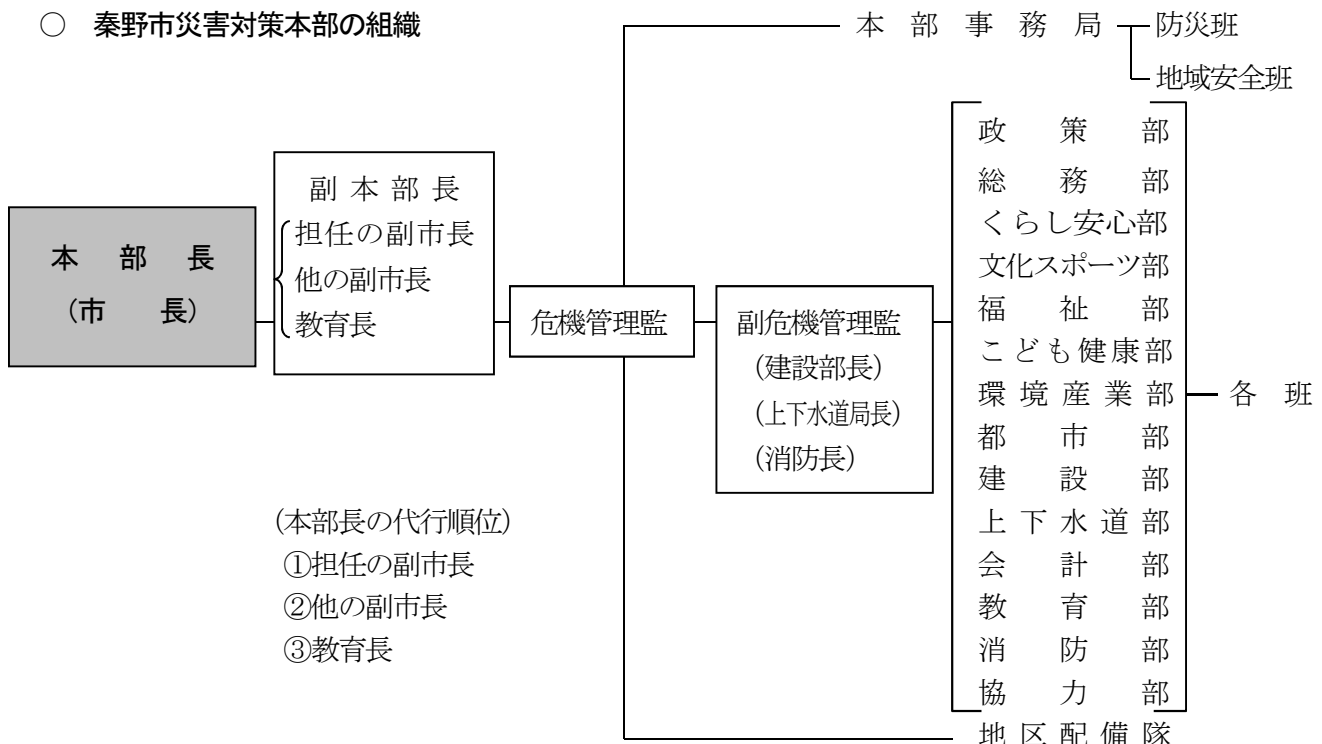 ○ 秦野市災害対策本部の組織
本部事務局
防災班
地域安全班
本部長
(市長)
副本部長
担任の副市長
他の副市長
教育長
危機管理監
副危機管理監
(建設部長)
(上下水道局長)
(消防長)
政策部
総務部
くらし安心部
文化スポーツ部
福祉部
こども健康部
環境産業部
都市部
建設部
上下水道部
会計部
教育部
消防部
協力部
各班
地区配備隊
(本部長の代行順位)
①担任の副市長
②他の副市長
③教育長